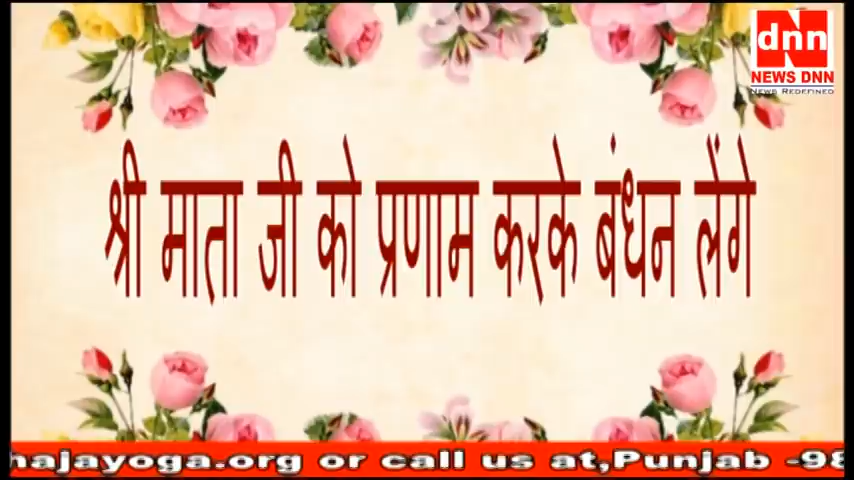 dnn
NEWS DNN
NEWS REDEFINED
श्री माता जी को प्रणाम करके बंधन लेंगे
hajayoga.org or call us at,Punjab -98